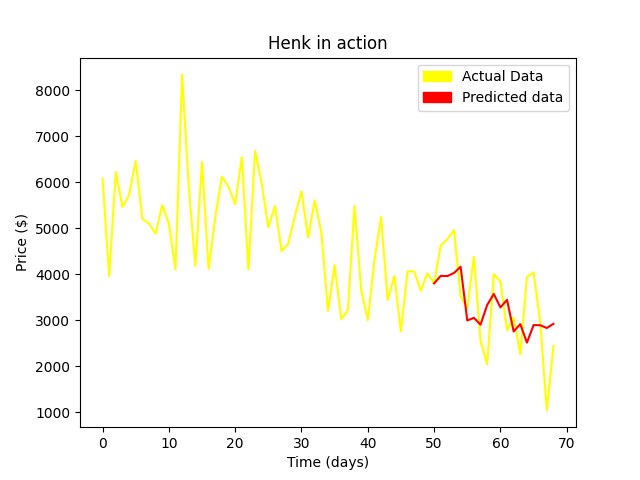 Henk in action
Actual Data
Predicted data
Price ($)
8000
7000
6000
5000
4000
3000
2000
1000
0 10 20 30 40 50 60 70
Time (days)